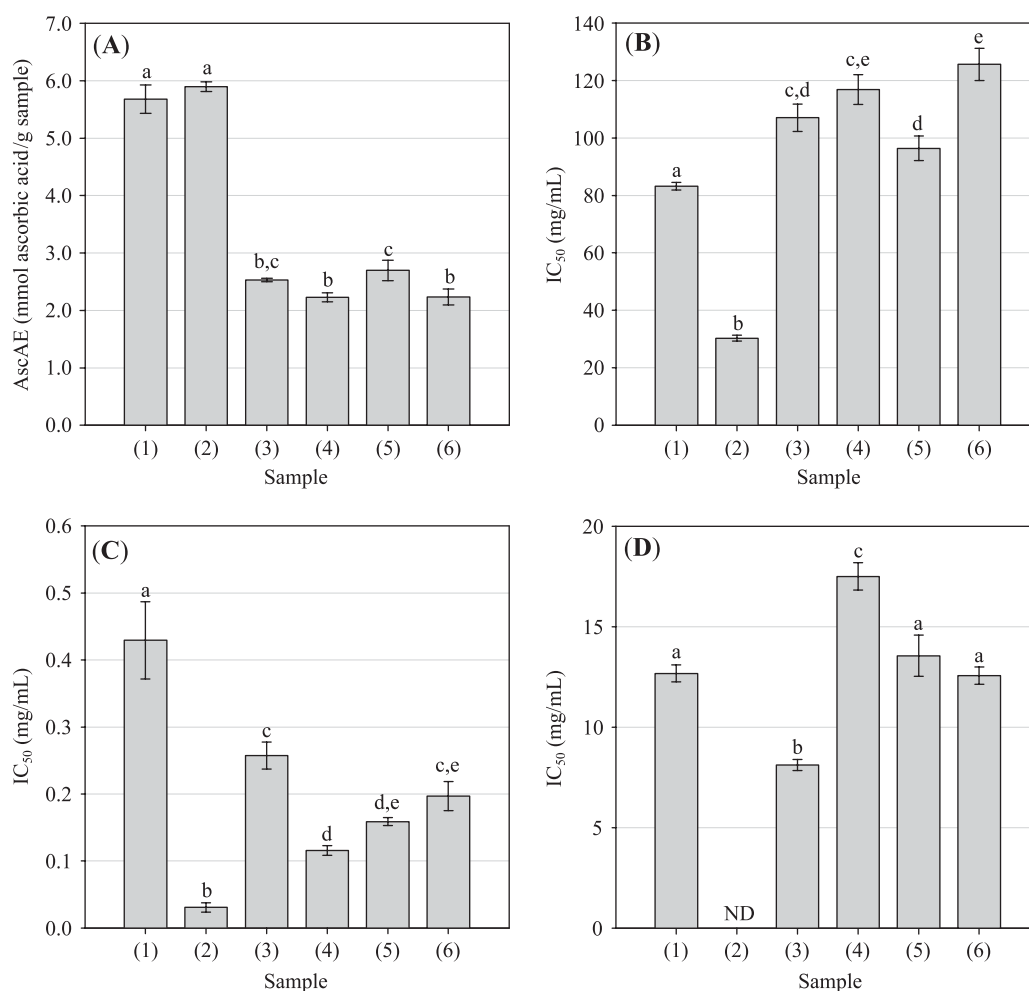 (A)
AscAE (mmol ascorbic acid/g sample)
7.0
6.0
5.0
4.0
3.0
2.0
1.0
0.0
a
a
b,c
b
c
b
(1) (2) (3) (4) (5) (6)
Sample
(B)
IC50 (mg/mL)
140
120
100
80
60
40
20
0
a
b
c,d
c,e
d
e
(1) (2) (3) (4) (5) (6)
Sample
(C)
IC50 (mg/mL)
0.6
0.5
0.4
0.3
0.2
0.1
0.0
a
b
c
d
d,e
c,e
(1) (2) (3) (4) (5) (6)
Sample
(D)
IC50 (mg/mL)
20
15
10
5
0
a
ND
b
c
a
a
(1) (2) (3) (4) (5) (6)
Sample